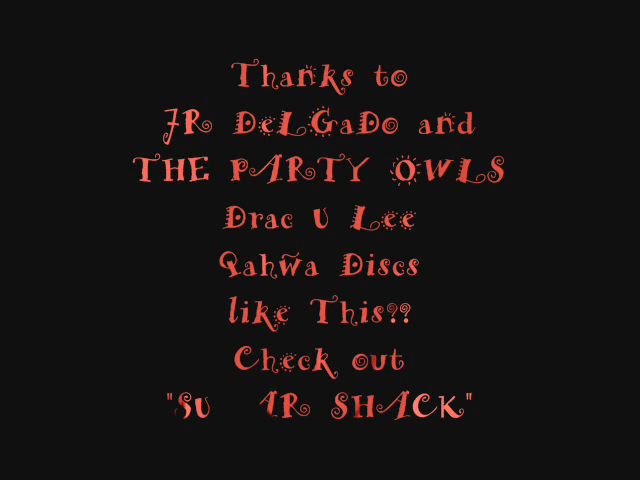 Thanks to
JR DeLGaDo and
THE PARTY OWLS
Drac U Lee
Qahwa Discs
like This??
Check out
"SU AR SHACK"